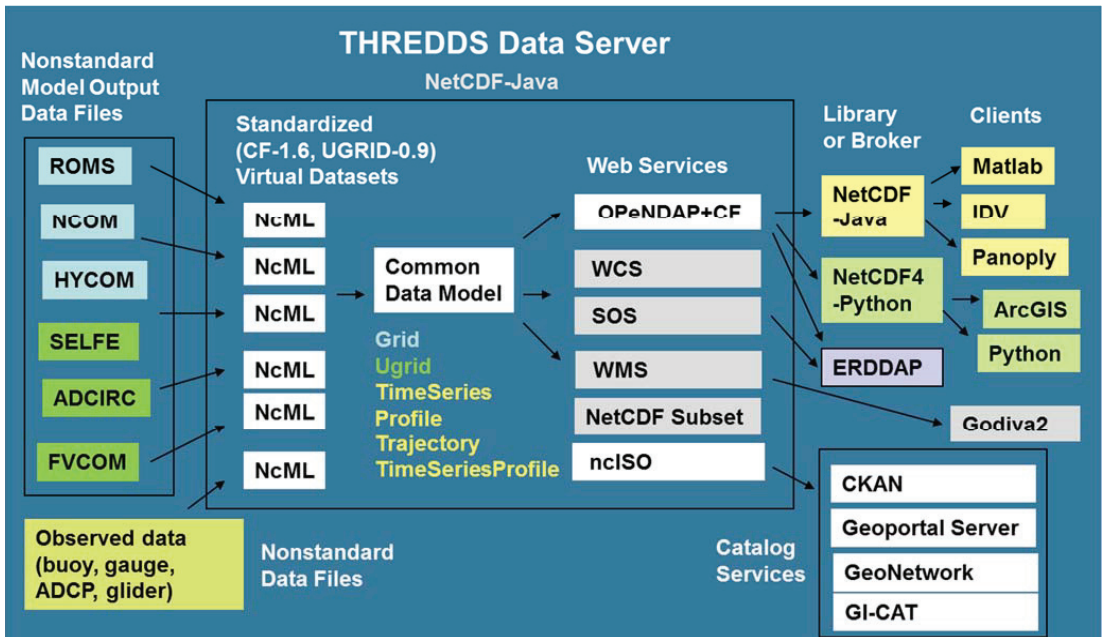 THREDDS Data Server
NetCDF-Java
Nonstandard
Model Output
Data Files
ROMS
NCOM
HYCOM
SELFE
ADCIRC
FVCOM
Observed data
(buoy, gauge,
ADCP, glider)
Nonstandard
Data Files
Standardized
(CF-1.6, UGRID-0.9)
Virtual Datasets
NcML
NcML
NcML
NcML
NcML
NcML
Common
Data Model
Grid
Ugrid
TimeSeries
Profile
Trajectory
TimeSeriesProfile
Web Services
OPeNDAP+CF
WCS
SOS
WMS
NetCDF Subset
ncISO
Library
or Broker
NetCDF
-Java
NetCDF4
-Python
ERDDAP
Clients
Matlab
IDV
Panoply
ArcGIS
Python
Godiva2
Catalog
Services
CKAN
Geoportal Server
GeoNetwork
GI-CAT